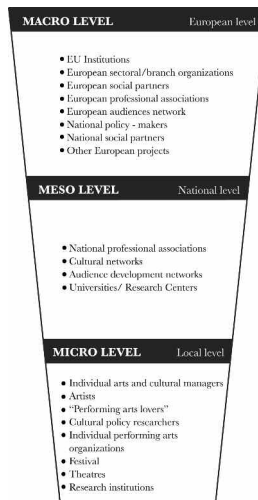 MACRO LEVEL European level
• EU Institutions
• European sectoral/branch organizations
• European social partners
• European professional associations
• European audiences network
• National policy - makers
• National social partners
• Other European projects
MESO LEVEL National level
• National professional associations
• Cultural networks
• Audience development networks
• Universities/ Research Centers
MICRO LEVEL Local level
• Individual arts and cultural managers
• Artists
• “Performing arts lovers”
• Cultural policy researchers
• Individual performing arts
organizations
• Festival
• Theatres
• Research institutions